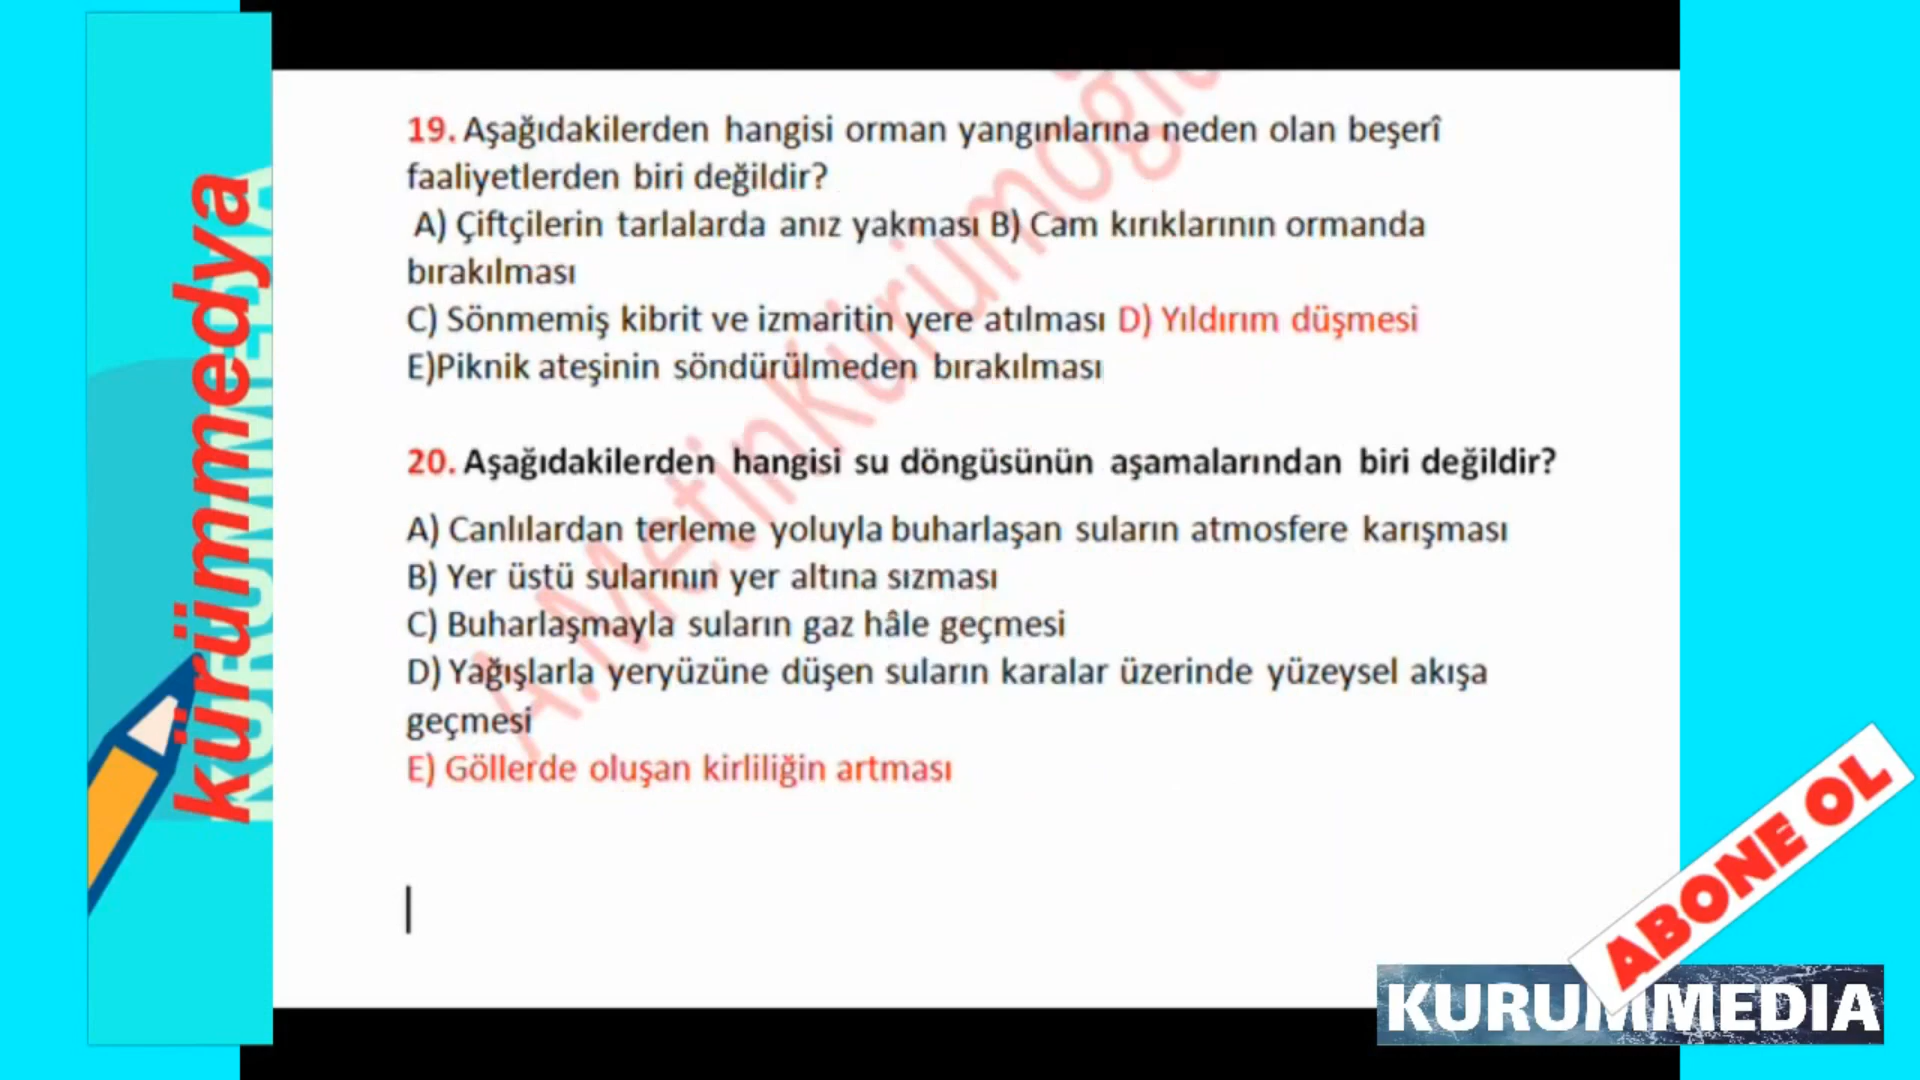 19. Aşağıdakilerden hangisi orman yangınlarına neden olan beşerî
faaliyetlerden biri değildir?
A) Çiftçilerin tarlalarda anız yakması B) Cam kırıklarının ormanda
bırakılması
C) Sönmemiş kibrit ve izmaritin yere atılması D) Yıldırım düşmesi
E)Piknik ateşinin söndürülmeden bırakılması
20. Aşağıdakilerden hangisi su döngüsünün aşamalarından biri değildir?
A) Canlılardan terleme yoluyla buharlaşan suların atmosfere karışması
B) Yer üstü sularının yer altına sızması
C) Buharlaşmayla suların gaz hâle geçmesi
D) Yağışlarla yeryüzüne düşen suların karalar üzerinde yüzeysel akışa
geçmesi
E) Göllerde oluşan kirliliğin artması
kürümmedya
ABONE OL
KURUMMEDIA